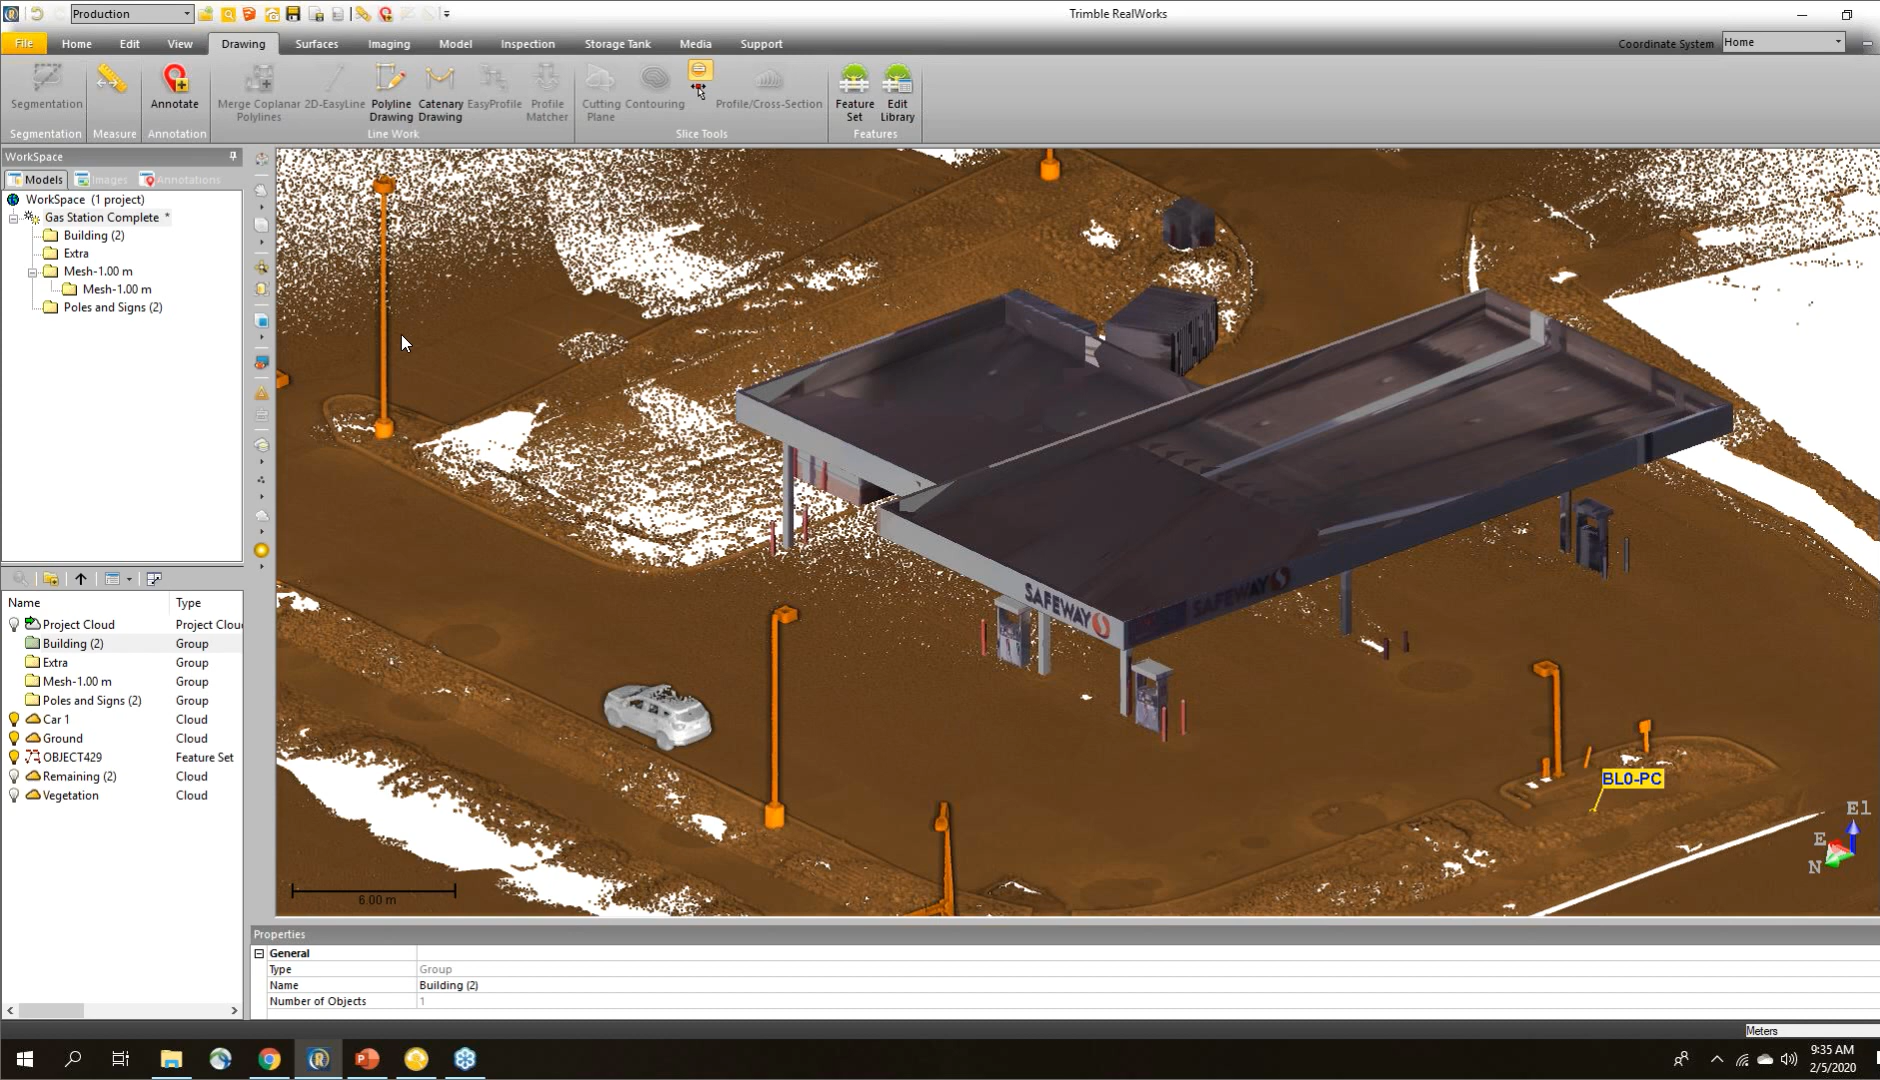 Production
Trimble RealWorks
File Home Edit View Drawing Surfaces Imaging Model Inspection Storage Tank Media Support
Coordinate System Home
Segmentation
Annotate
Merge Coplanar Polylines
2D-EasyLine
Polyline Drawing
Catenary Drawing
EasyProfile
Profile Matcher
Cutting Plane
Contouring
Profile/Cross-Section
Feature Set
Edit Library
Segmentation Measure Annotation Line Work Slice Tools Features
WorkSpace
Models Images Annotations
WorkSpace (1 project)
Gas Station Complete *
Building (2)
Extra
Mesh-1.00 m
Mesh-1.00 m
Poles and Signs (2)
Name Type
Project Cloud Project Clou
Building (2) Group
Extra Group
Mesh-1.00 m Group
Poles and Signs (2) Group
Car 1 Cloud
Ground Cloud
OBJECT429 Feature Set
Remaining (2) Cloud
Vegetation Cloud
SAFEWAY
SAFEWAY
BL0-PC
El
E
N
6.00 m
Properties
General
Type Group
Name Building (2)
Number of Objects 1
Meters
9:35 AM
2/5/2020